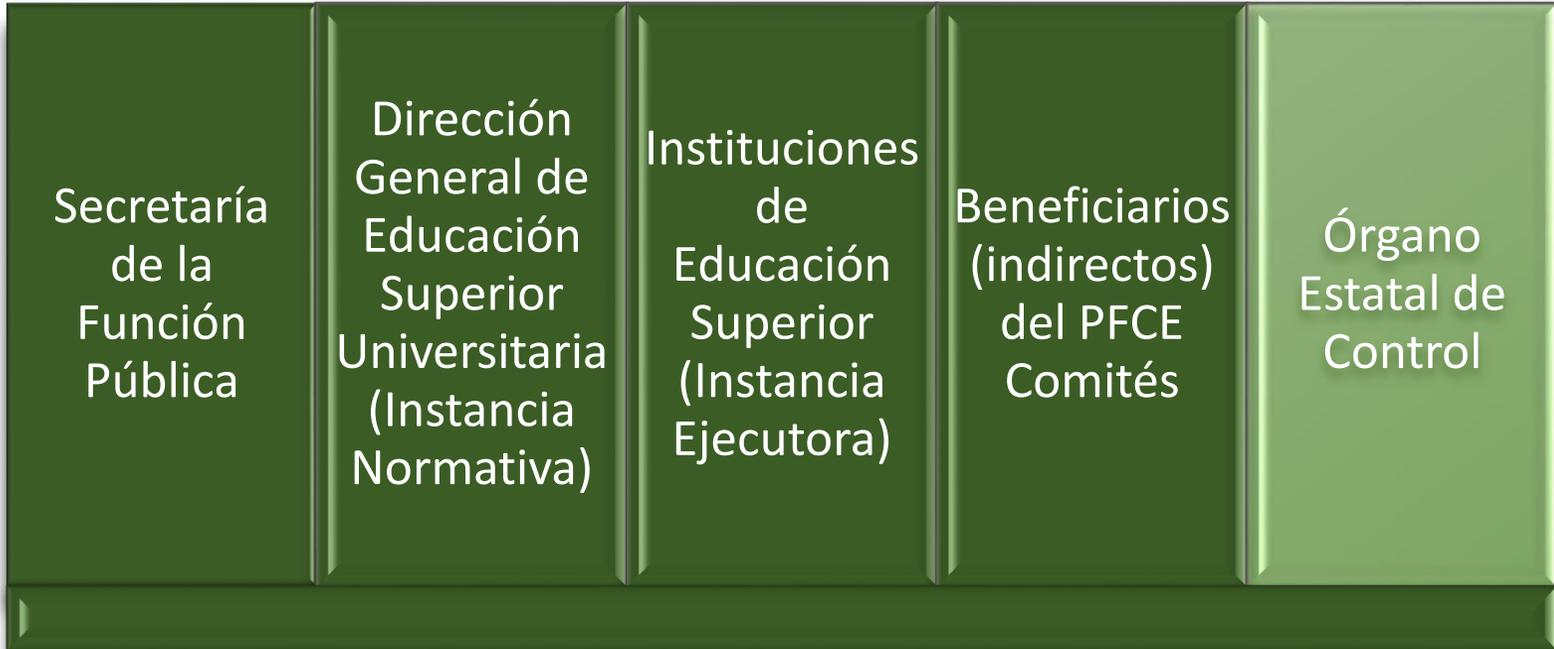 Secretaría
de la
Función
Pública
Dirección
General de
Educación
Superior
Universitaria
(Instancia
Normativa)
Instituciones
de
Educación
Superior
(Instancia
Ejecutora)
Beneficiarios
(indirectos)
del PFCE
Comités
Órgano
Estatal de
Control